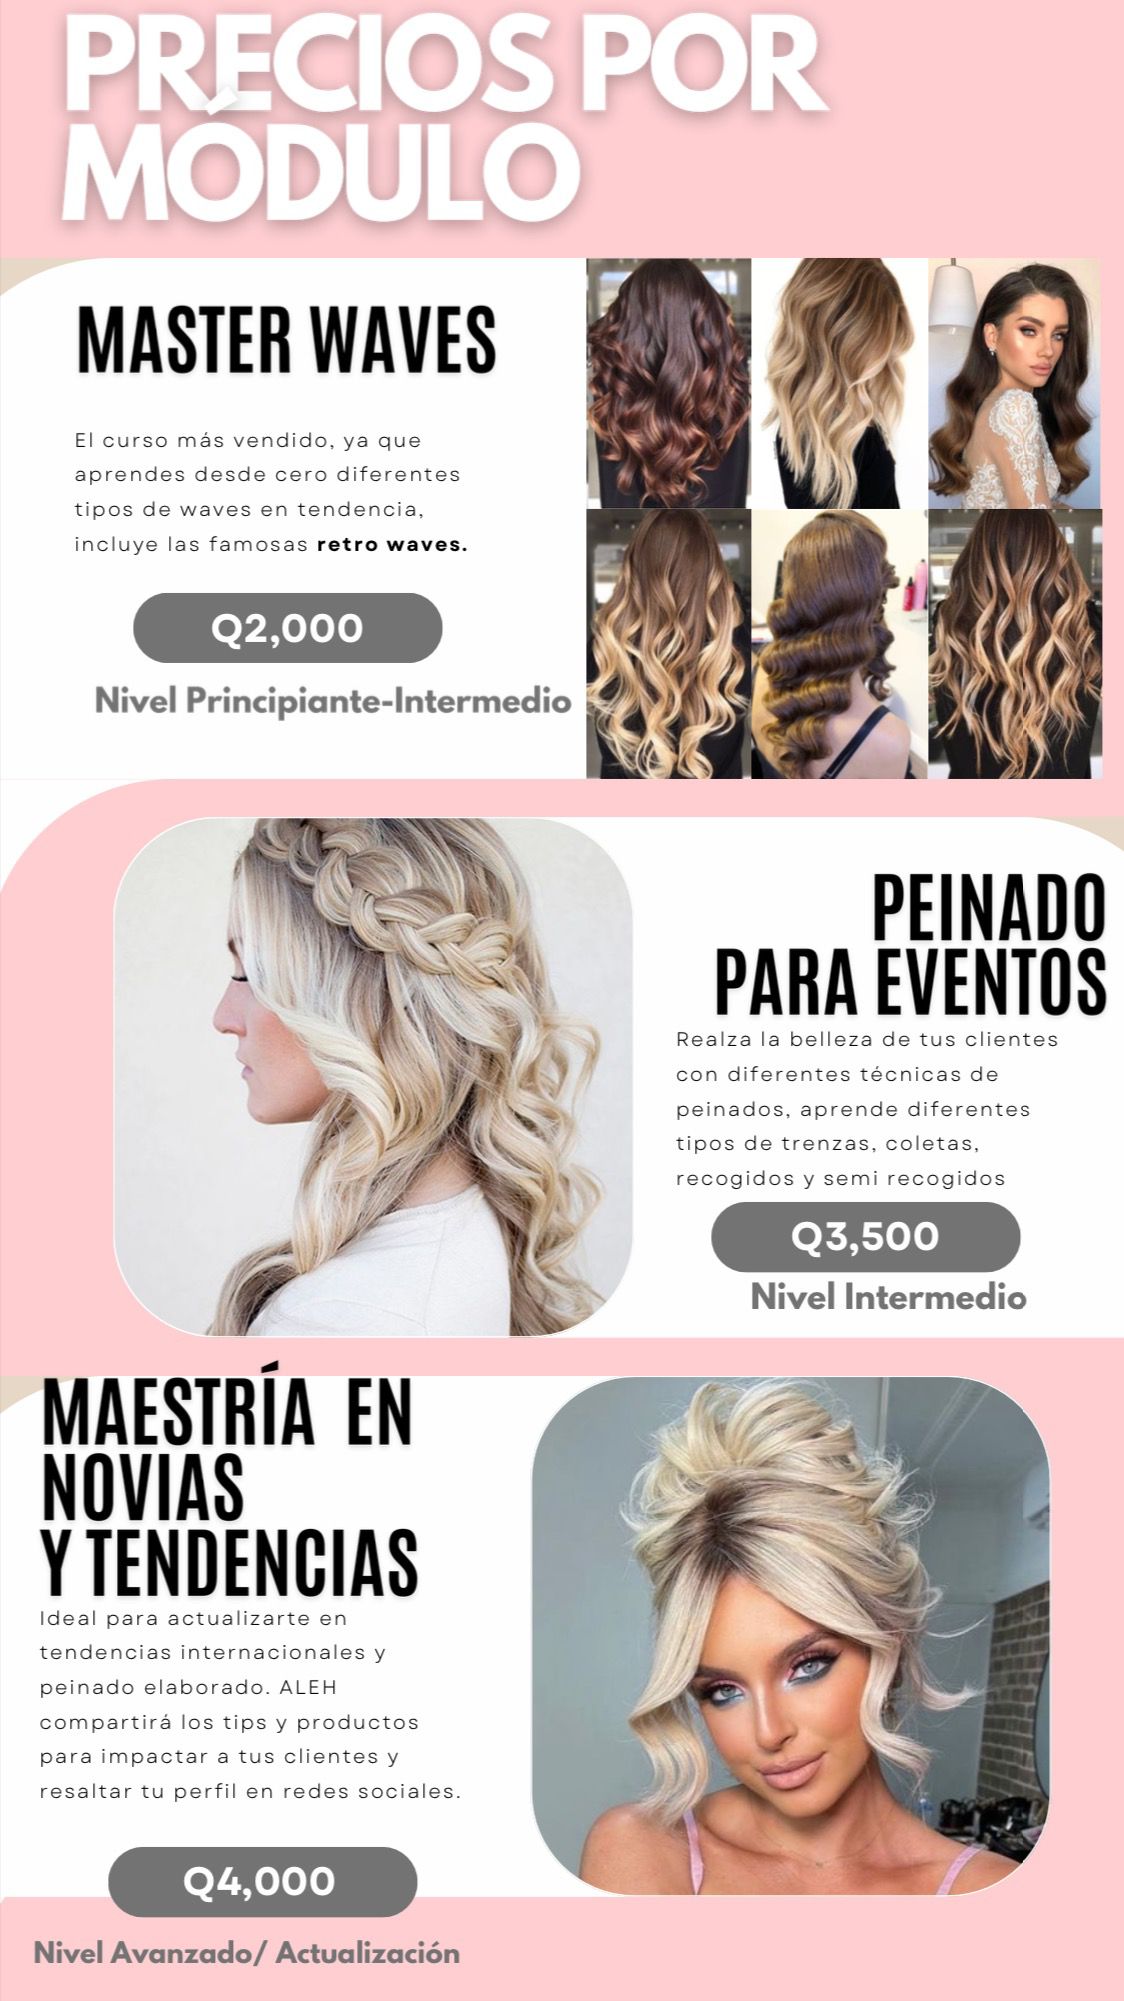 PRECIOS POR
MÓDULO
MASTER WAVES
El curso más vendido, ya que
aprendes desde cero diferentes
tipos de waves en tendencia,
incluye las famosas retro waves.
Q2,000
Nivel Principiante-Intermedio
PEINADO
PARA EVENTOS
Realza la belleza de tus clientes
con diferentes técnicas de
peinados, aprende diferentes
tipos de trenzas, coletas,
recogidos y semi recogidos
Q3,500
Nivel Intermedio
MAESTRÍA EN
NOVIAS
Y TENDENCIAS
Ideal para actualizarte en
tendencias internacionales y
peinado elaborado. ALEH
compartirá los tips y productos
para impactar a tus clientes y
resaltar tu perfil en redes sociales.
Q4,000
Nivel Avanzado/ Actualización